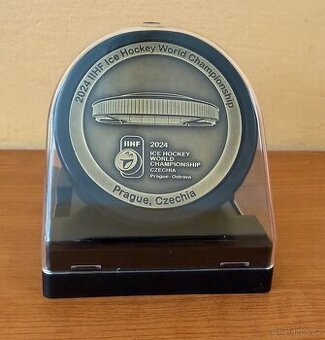 2024 IIHF Ice Hockey World Championship
IIHF
2024
ICE HOCKEY
WORLD
CHAMPIONSHIP
CZECHIA
Prague - Ostrava
Prague, Czechia